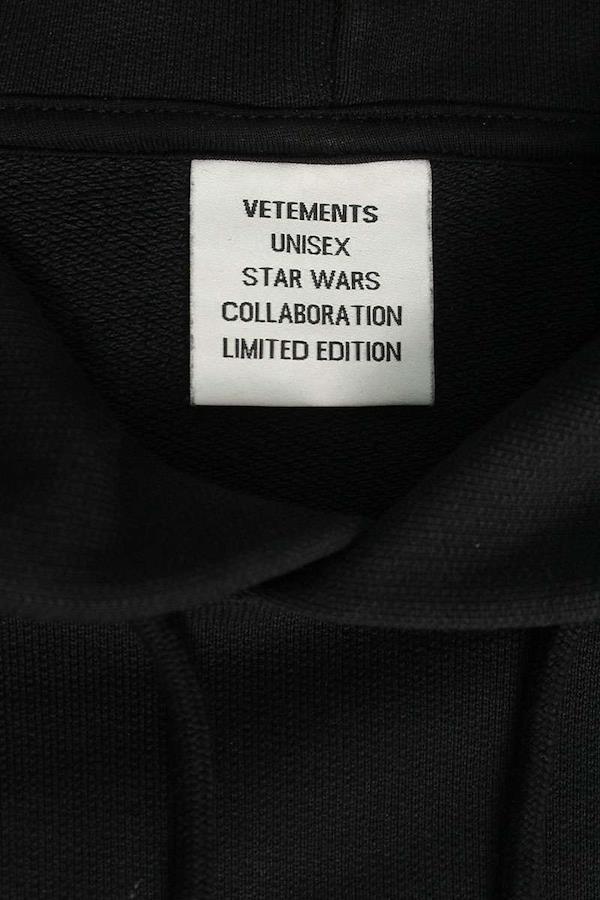 VETEMENTS
UNISEX
STAR WARS
COLLABORATION
LIMITED EDITION